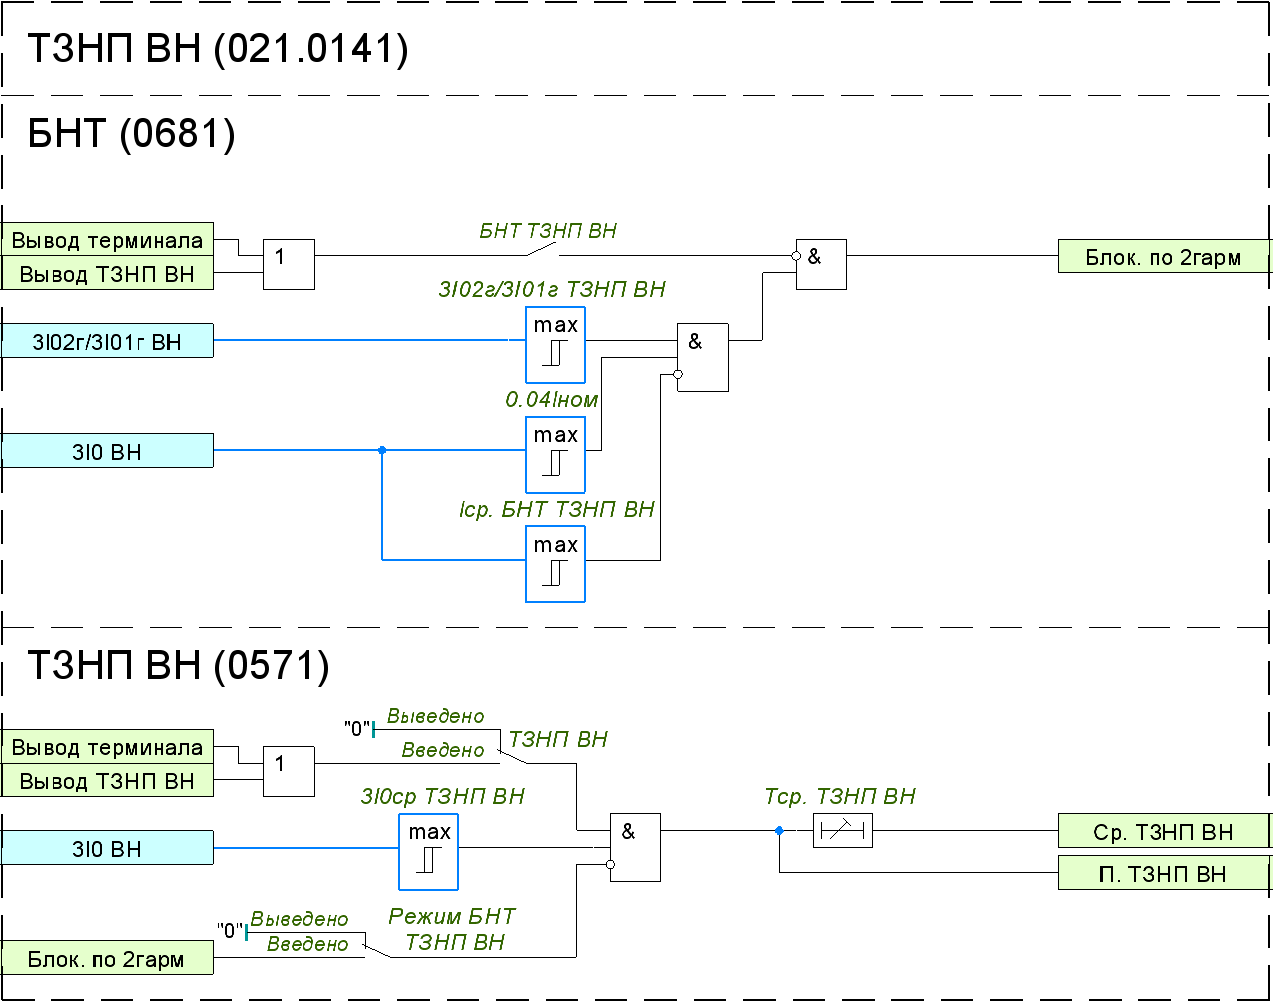 ТЗНП ВН (021.0141)
БНТ (0681)
Вывод терминала
Вывод ТЗНП ВН
1
БНТ ТЗНП ВН
&
Блок. по 2гарм
3I02г/3I01г ТЗНП ВН
3I02г/3I01г ВН
max
&
0.04Iном
3I0 ВН
max
Iср. БНТ ТЗНП ВН
max
ТЗНП ВН (0571)
"0"
Выведено
Введено
ТЗНП ВН
Вывод терминала
Вывод ТЗНП ВН
1
3I0ср ТЗНП ВН
3I0 ВН
max
&
Тср. ТЗНП ВН
Ср. ТЗНП ВН
П. ТЗНП ВН
"0"
Выведено
Введено
Режим БНТ
ТЗНП ВН
Блок. по 2гарм